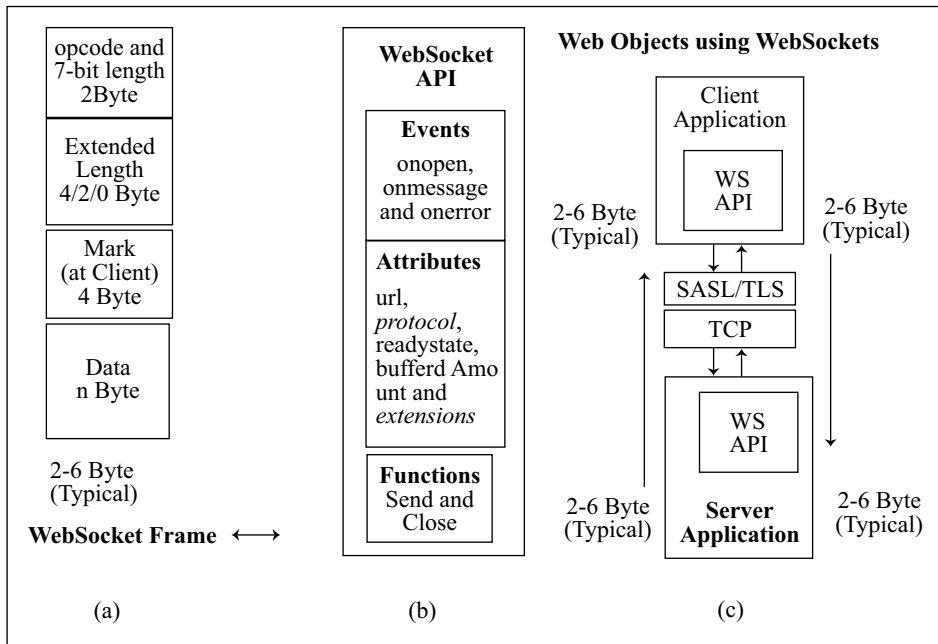 opcode and
7-bit length
2Byte
Extended
Length
4/2/0 Byte
Mark
(at Client)
4 Byte
Data
n Byte
2-6 Byte
(Typical)
WebSocket Frame
(a)
WebSocket
API
Events
onopen,
onmessage
and onerror
Attributes
url,
protocol,
readystate,
bufferd Amo
unt and
extensions
Functions
Send and
Close
(b)
Web Objects using WebSockets
Client
Application
WS
API
2-6 Byte
(Typical)
2-6 Byte
(Typical)
SASL/TLS
TCP
WS
API
Server
Application
2-6 Byte
(Typical)
2-6 Byte
(Typical)
(c)